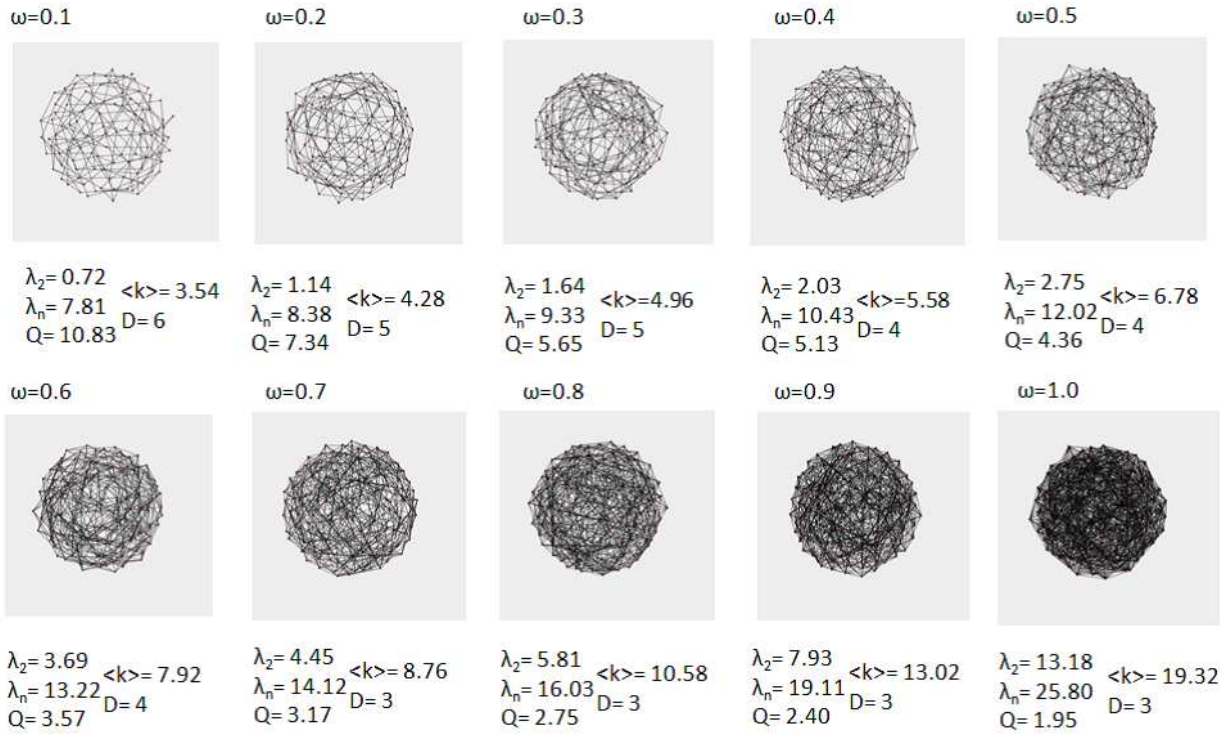 ω=0.1
ω=0.2
ω=0.3
ω=0.4
ω=0.5
λ₂= 0.72
λₙ= 7.81
Q= 10.83
<k>= 3.54
D= 6
λ₂= 1.14
λₙ= 8.38
Q= 7.34
<k>= 4.28
D= 5
λ₂= 1.64
λₙ= 9.33
Q= 5.65
<k>=4.96
D= 5
λ₂= 2.03
λₙ= 10.43
Q= 5.13
<k>=5.58
D= 4
λ₂= 2.75
λₙ= 12.02
Q= 4.36
<k>= 6.78
D= 4
ω=0.6
ω=0.7
ω=0.8
ω=0.9
ω=1.0
λ₂= 3.69
λₙ= 13.22
Q= 3.57
<k>= 7.92
D= 4
λ₂= 4.45
λₙ= 14.12
Q= 3.17
<k>= 8.76
D= 3
λ₂= 5.81
λₙ= 16.03
Q= 2.75
<k>= 10.58
D= 3
λ₂= 7.93
λₙ= 19.11
Q= 2.40
<k>= 13.02
D= 3
λ₂= 13.18
λₙ= 25.80
Q= 1.95
<k>= 19.32
D= 3